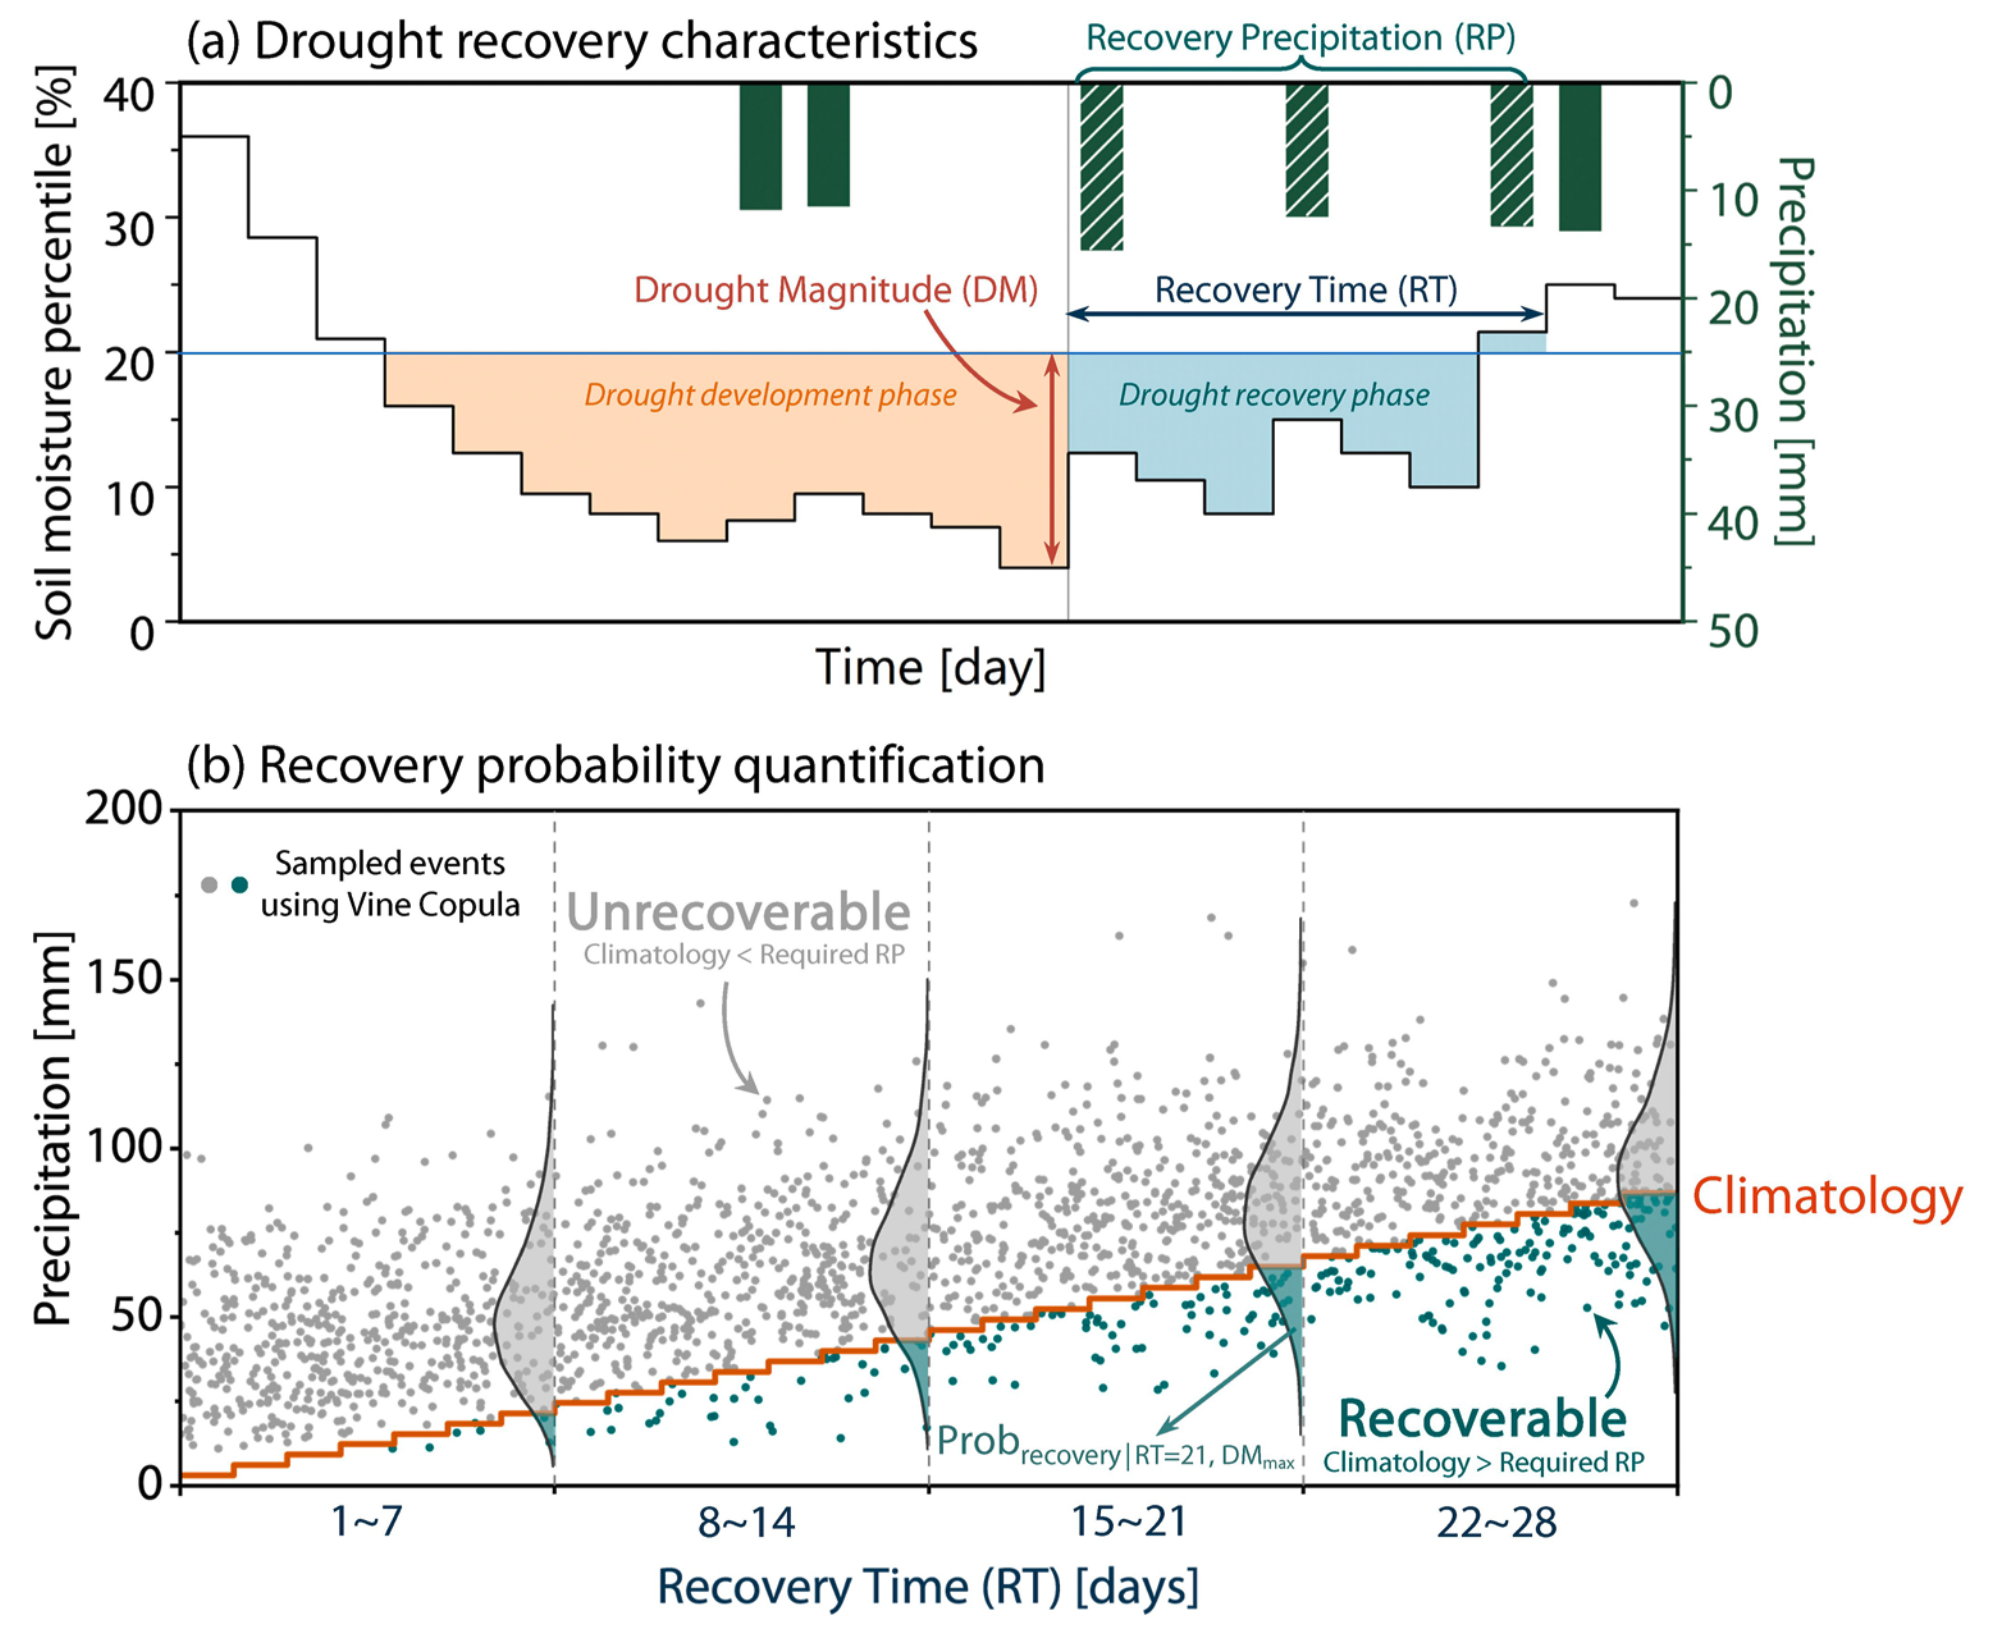 (a) Drought recovery characteristics
Recovery Precipitation (RP)
Soil moisture percentile [%]
40
30
20
10
0
Drought Magnitude (DM)
Recovery Time (RT)
Drought development phase
Drought recovery phase
0
10
20
30
40
50
Precipitation [mm]
Time [day]
(b) Recovery probability quantification
Precipitation [mm]
200
150
100
50
0
Sampled events
using Vine Copula
Unrecoverable
Climatology < Required RP
Climatology
Prob recovery|RT=21, DMmax
Recoverable
Climatology > Required RP
1~7
8~14
15~21
22~28
Recovery Time (RT) [days]